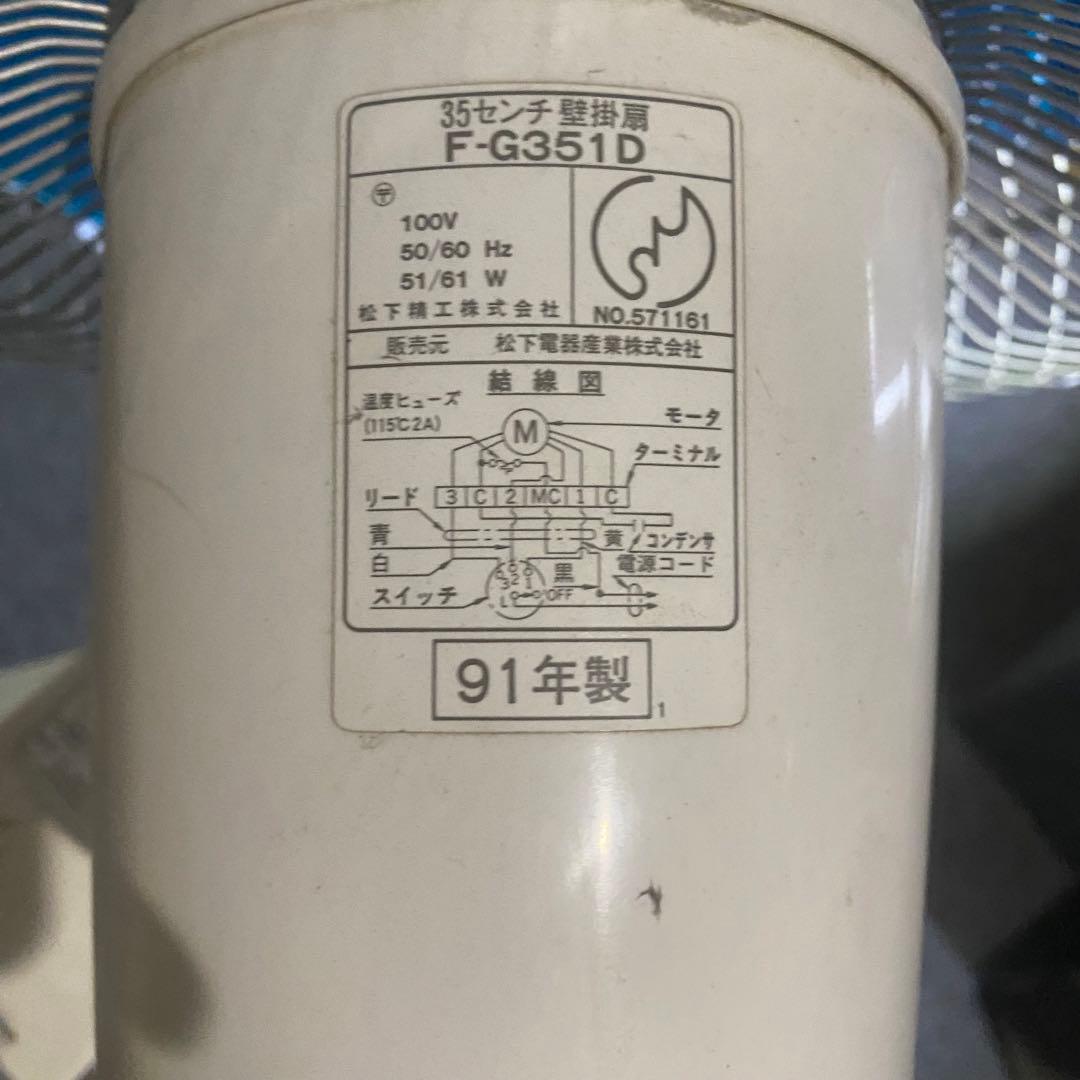 35センチ壁掛扇
F-G351D
〒
100V
50/60 Hz
51/61 W
松下精工株式会社
NO.571161
販売元 松下電器産業株式会社
結線図
温度ヒューズ
(115℃2A)
M
モータ
ターミナル
リード
3 C 2 MC 1 C
青
黄
コンデンサ
白
電源コード
黒
スイッチ
3 2 1
L
OFF
91年製
1